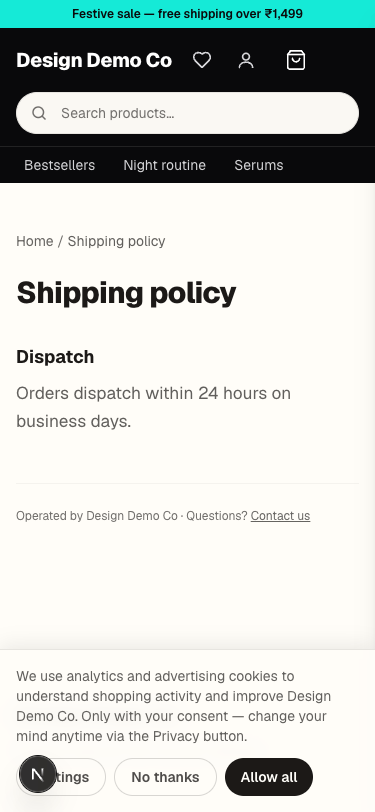 Festive sale — free shipping over ₹1,499
Design Demo Co
Search products…
Bestsellers Night routine Serums
Home / Shipping policy
Shipping policy
Dispatch
Orders dispatch within 24 hours on
business days.
Operated by Design Demo Co · Questions? Contact us
We use analytics and advertising cookies to
understand shopping activity and improve Design
Demo Co. Only with your consent — change your
mind anytime via the Privacy button.
N tings No thanks Allow all